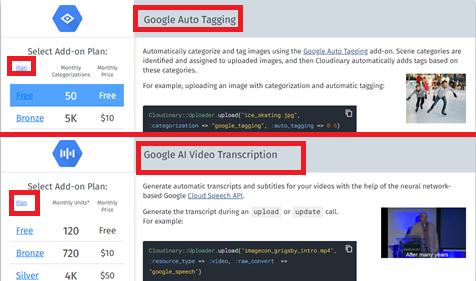 Google Auto Tagging
Select Add-on Plan:
Plan
Monthly Categorizations
Monthly Price
Free
50
Free
Bronze
5K
$10
Automatically categorize and tag images using the Google Auto Tagging add-on. Scene categories are
identified and assigned to uploaded images, and then Cloudinary automatically adds tags based on
these categories.
For example, uploading an image with categorization and automatic tagging:
Cloudinary::Uploader.upload("ice_skating.jpg",
:categorization => "google_tagging", :auto_tagging => 0.6)
Google AI Video Transcription
Select Add-on Plan:
Plan
Monthly Units*
Monthly Price
Free
120
Free
Bronze
720
$10
Silver
4K
$50
Generate automatic transcripts and subtitles for your videos with the help of the neural network-
based Google Cloud Speech API.
Generate the transcript during an upload or update call.
For example:
Cloudinary::Uploader.upload("imagecon_grigsby_intro.mp4",
:resource_type => :video, :raw_convert =>
"google_speech")
After many years